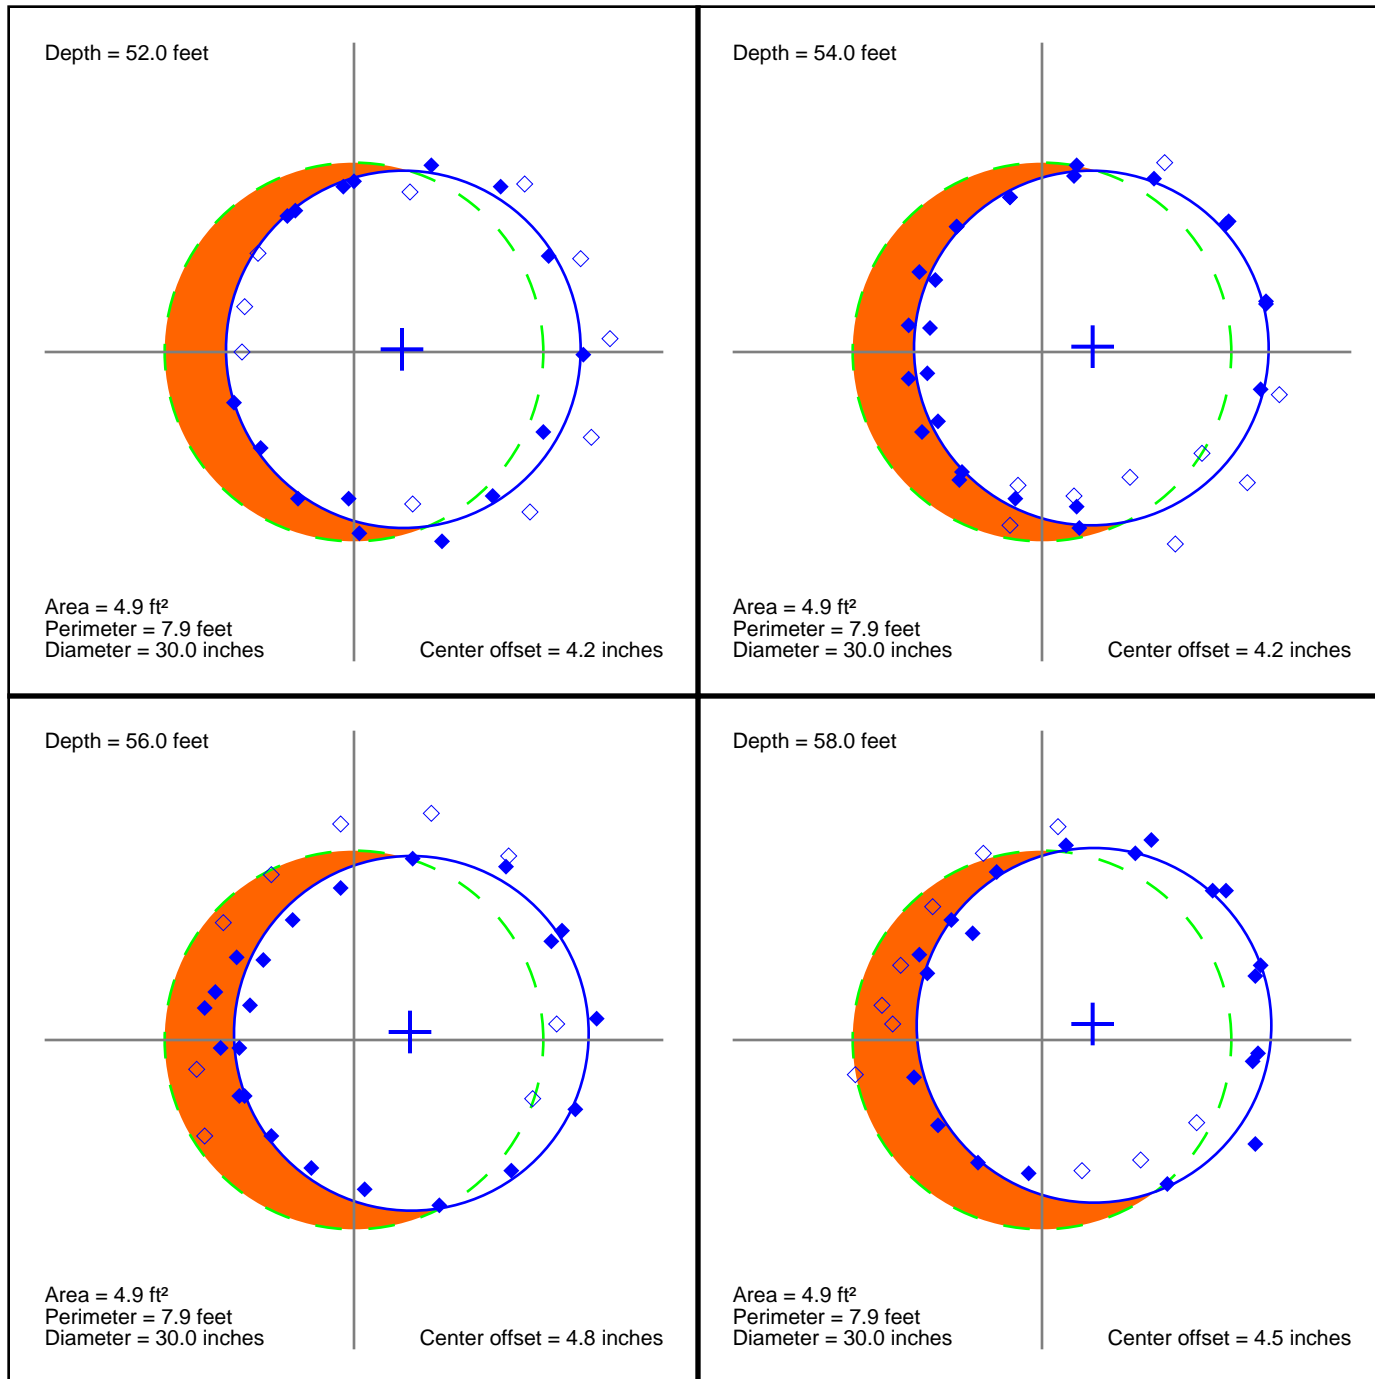 Depth = 52.0 feet
Area = 4.9 ft²
Perimeter = 7.9 feet
Diameter = 30.0 inches
Center offset = 4.2 inches
Depth = 54.0 feet
Area = 4.9 ft²
Perimeter = 7.9 feet
Diameter = 30.0 inches
Center offset = 4.2 inches
Depth = 56.0 feet
Area = 4.9 ft²
Perimeter = 7.9 feet
Diameter = 30.0 inches
Center offset = 4.8 inches
Depth = 58.0 feet
Area = 4.9 ft²
Perimeter = 7.9 feet
Diameter = 30.0 inches
Center offset = 4.5 inches